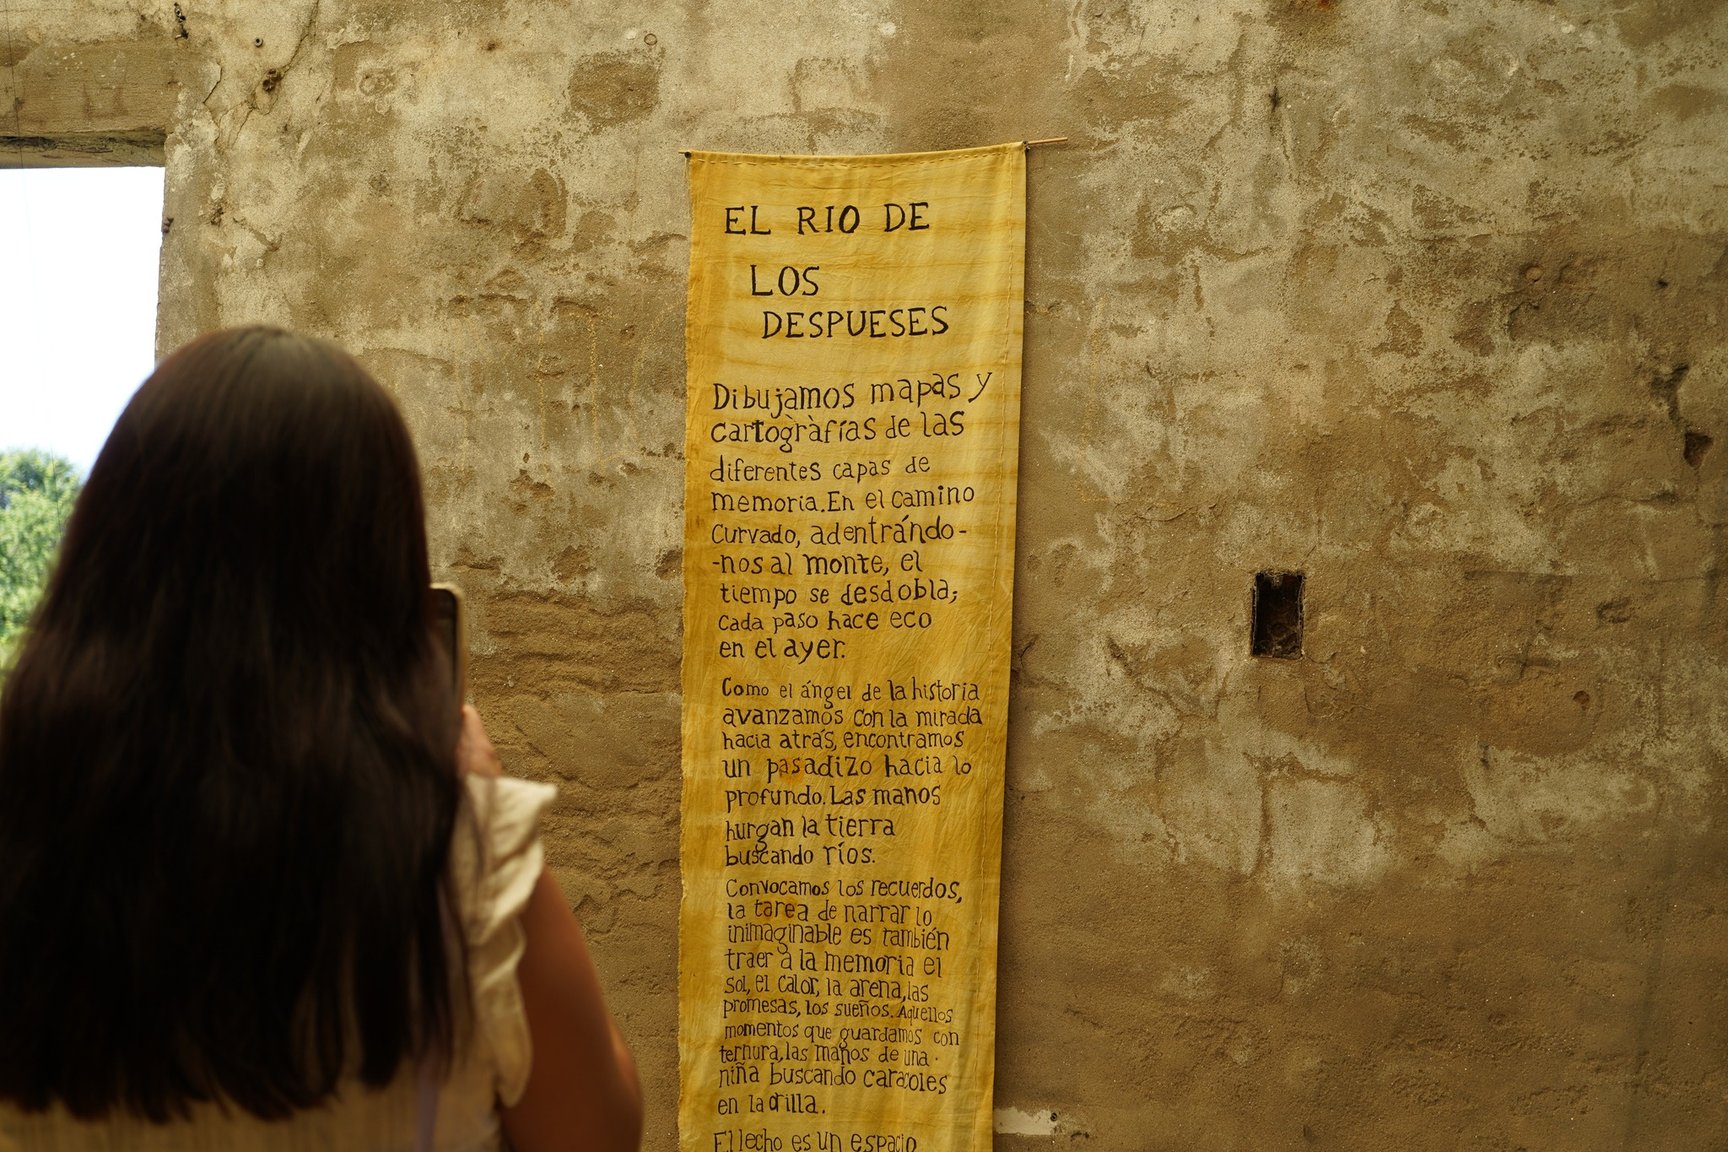 EL RIO DE
LOS
DESPUESES
Dibujamos mapas y
cartogràfías de las
diferentes capas de
memoria. En el camino
curvado, adentrándo-
-nos al monte, el
tiempo se desdobla;
cada paso hace eco
en el ayer.
Como el ángel de la historia
avanzamos con la mirada
hacia atrás, encontramos
un pasadizo hacia lo
profundo. Las manos
hurgan la tierra
buscando ríos.
Convocamos los recuerdos,
la tarea de narrar lo
inimaginable es también
traer a la memoria el
sol, el calor, la arena, las
promesas, los sueños. Aquellos
momentos que guardamos con
ternura, las manos de una
niña buscando caracoles
en la orilla.
El lecho es un espacio